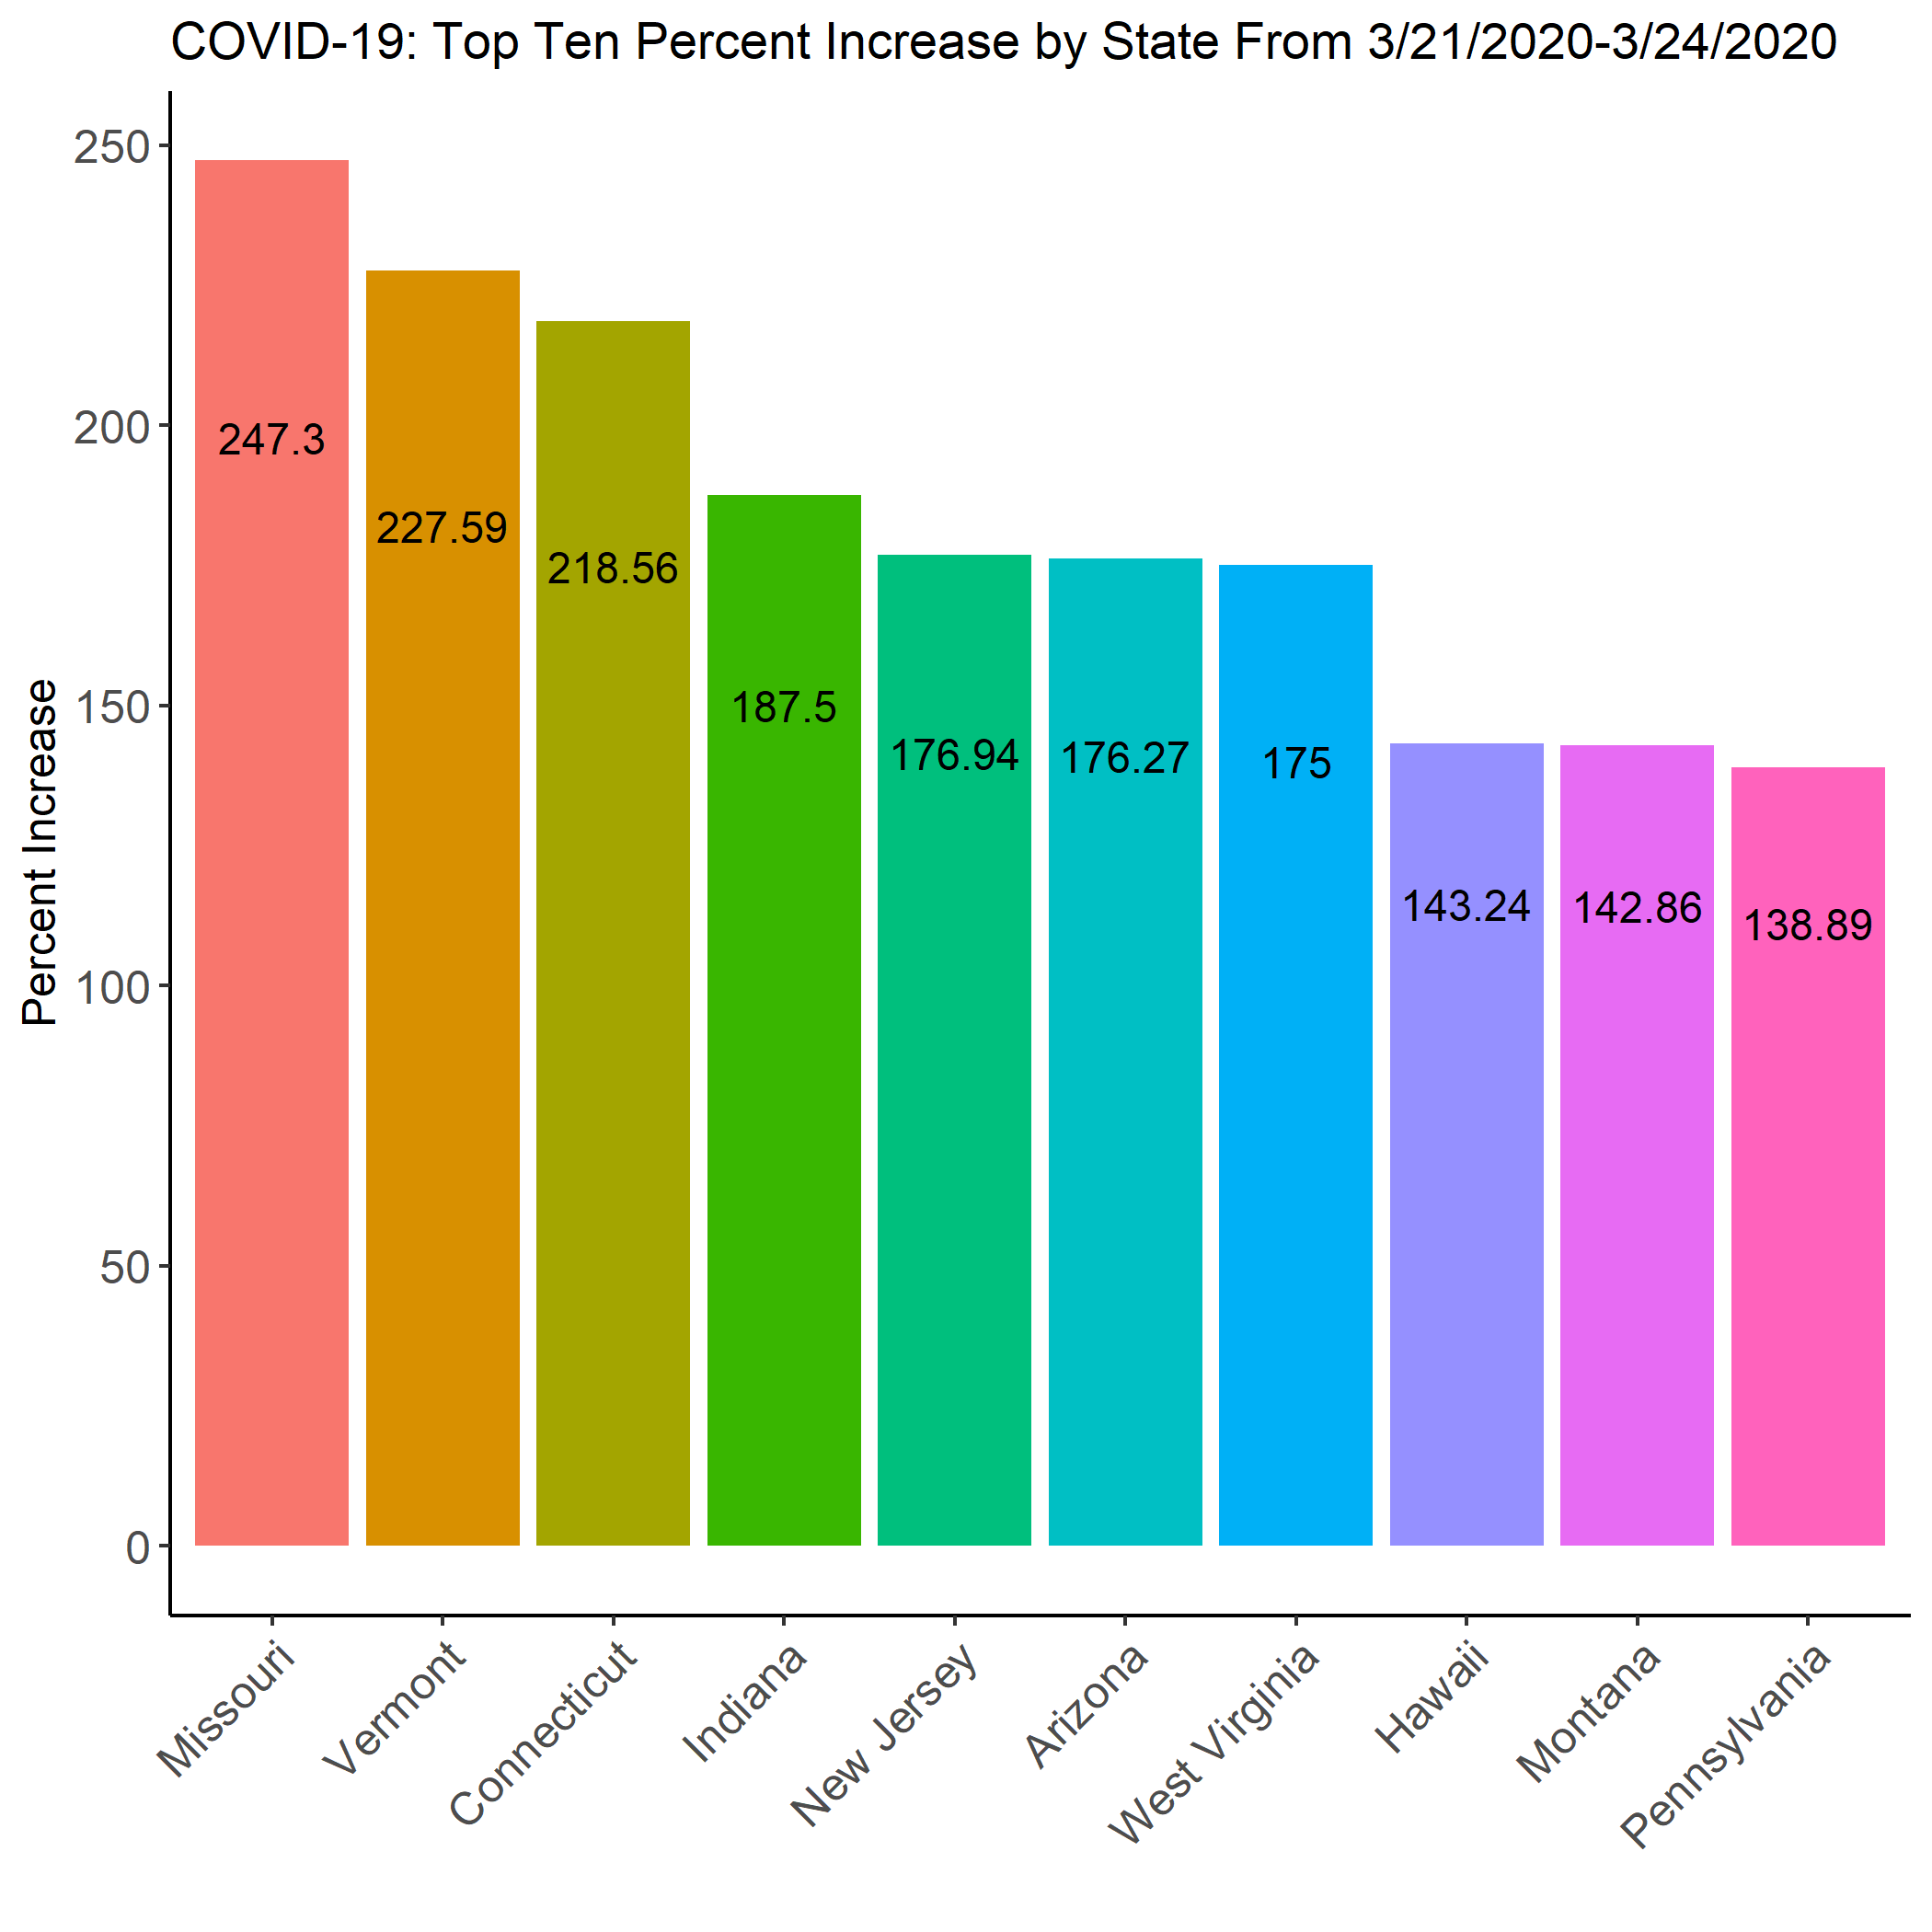 COVID-19: Top Ten Percent Increase by State From 3/21/2020-3/24/2020
Percent Increase
250
200
150
100
50
0
247.3
227.59
218.56
187.5
176.94
176.27
175
143.24
142.86
138.89
Missouri
Vermont
Connecticut
Indiana
New Jersey
Arizona
West Virginia
Hawaii
Montana
Pennsylvania